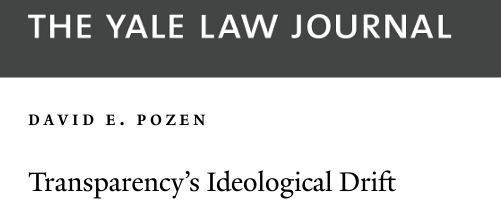 THE YALE LAW JOURNAL
DAVID E. POZEN
Transparency’s Ideological Drift